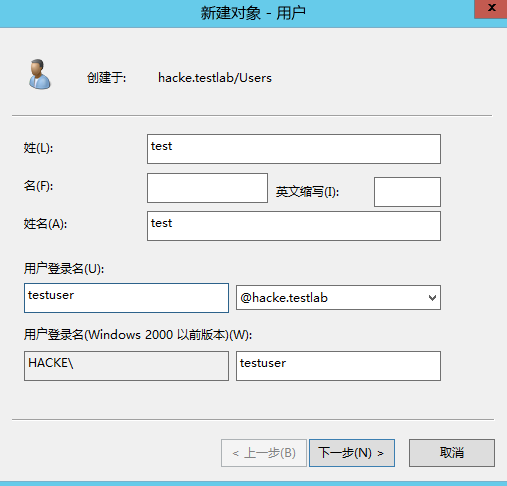 新建对象 - 用户
x
创建于: hacke.testlab/Users
姓(L): test
名(F): 英文缩写(I):
姓名(A): test
用户登录名(U):
testuser @hacke.testlab
用户登录名(Windows 2000 以前版本)(W):
HACKE\ testuser
< 上一步(B) 下一步(N) > 取消